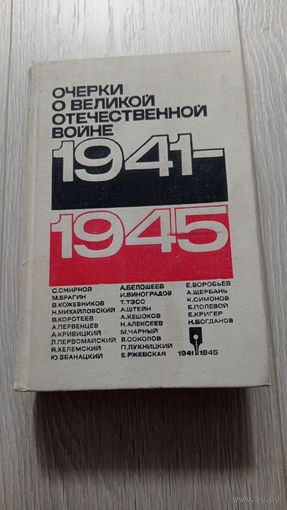 ОЧЕРКИ
О ВЕЛИКОЙ
ОТЕЧЕСТВЕННОЙ
ВОЙНЕ
1941–
1945
С.СМИРНОВ
М.БРАГИН
В.КОЖЕВНИКОВ
Н.МИХАЙЛОВСКИЙ
В.КОРОТЕЕВ
А.ПЕРВЕНЦЕВ
А.КРИВИЦКИЙ
Л.ПЕРВОМАЙСКИЙ
Я.ХЕЛЕМСКИЙ
Ю.ЗБАНАЦКИЙ
А.БЕЛОШЕЕВ
И.ВИНОГРАДОВ
Т.ТЭСС
А.ШТЕЙН
А.КЕШОКОВ
Н.АЛЕКСЕЕВ
М.ЧАРНЫЙ
В.СОКОЛОВ
П.ЛУКНИЦКИЙ
Е.РЖЕВСКАЯ
Е.ВОРОБЬЕВ
А.ЩЕРБАНЬ
К.СИМОНОВ
Б.ПОЛЕВОЙ
Е.КРИГЕР
Н.БОГДАНОВ
1941 1945